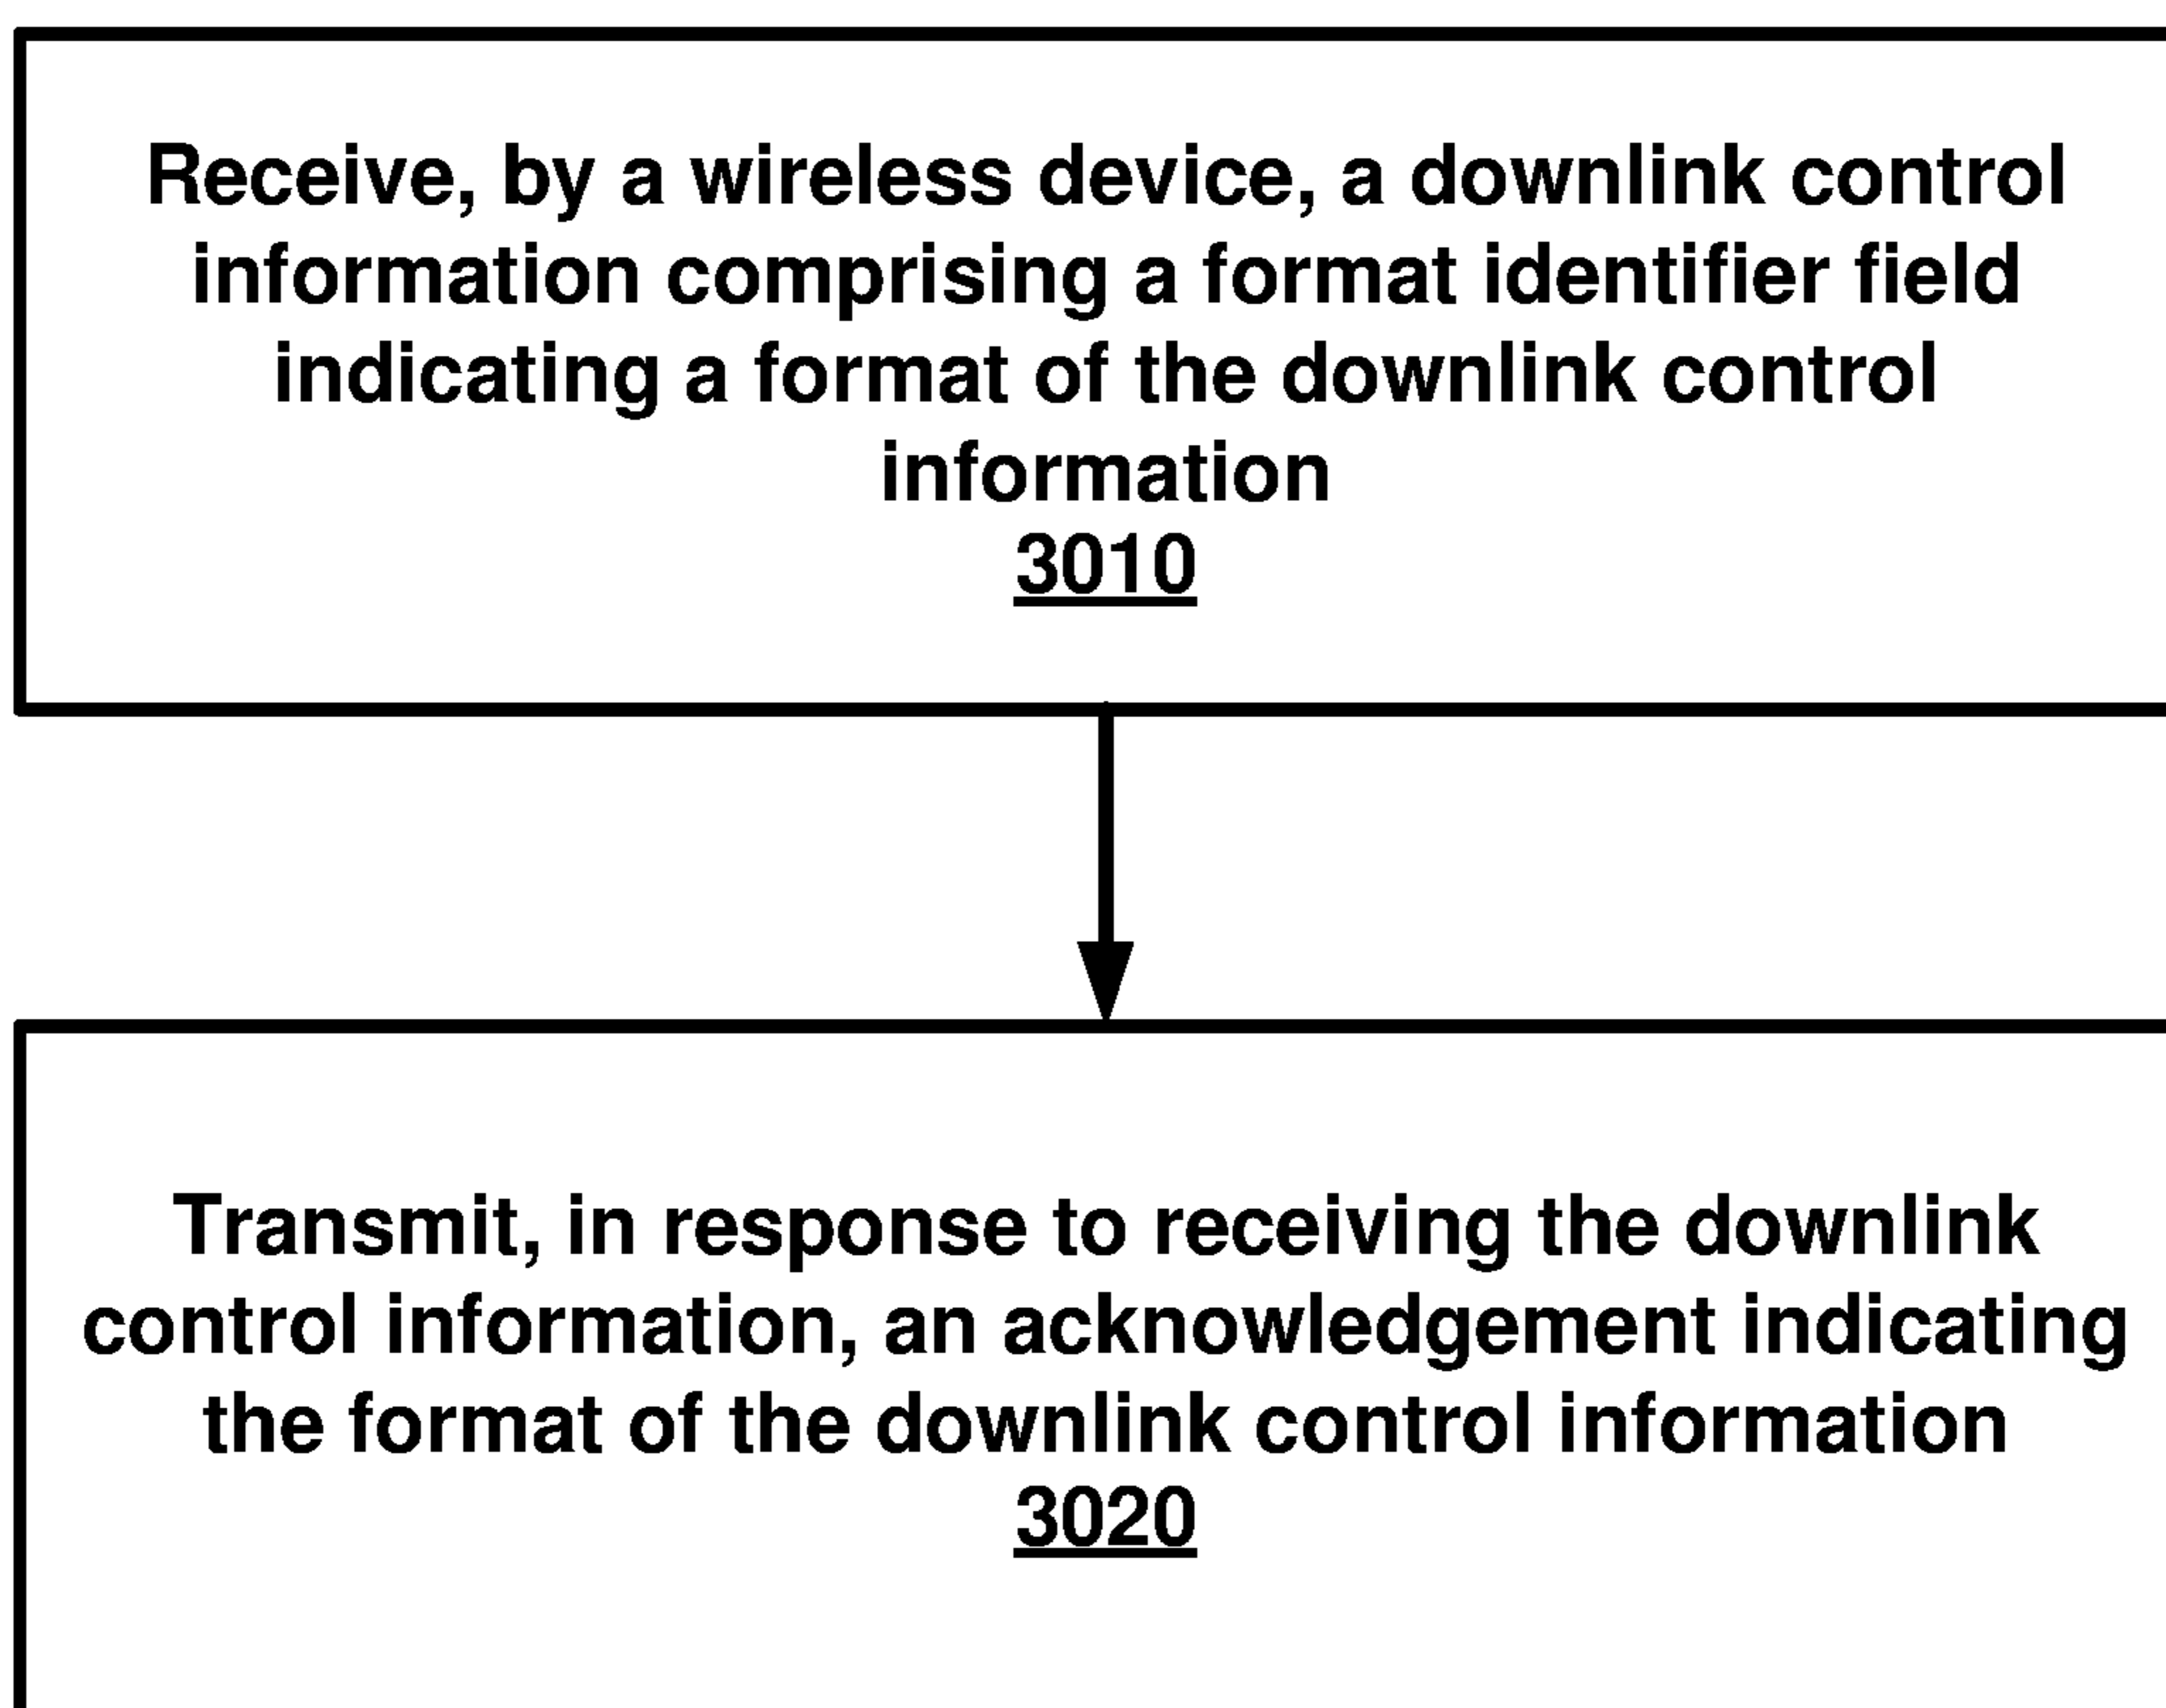 Receive, by a wireless device, a downlink control
information comprising a format identifier field
indicating a format of the downlink control
information
3010
Transmit, in response to receiving the downlink
control information, an acknowledgement indicating
the format of the downlink control information
3020